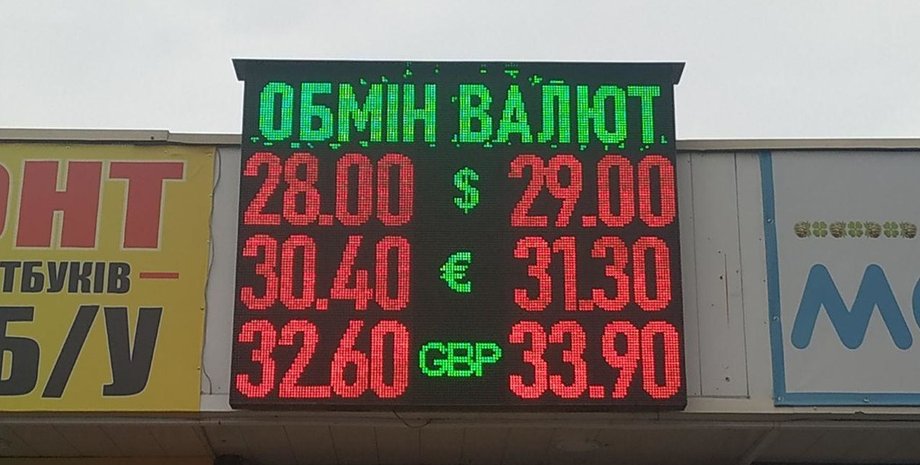 ОБМІН ВАЛЮТ
28.00 $ 29.00
30.40 € 31.30
32.60 GBP 33.90
ОНТ
ТБУКІВ
Б/У